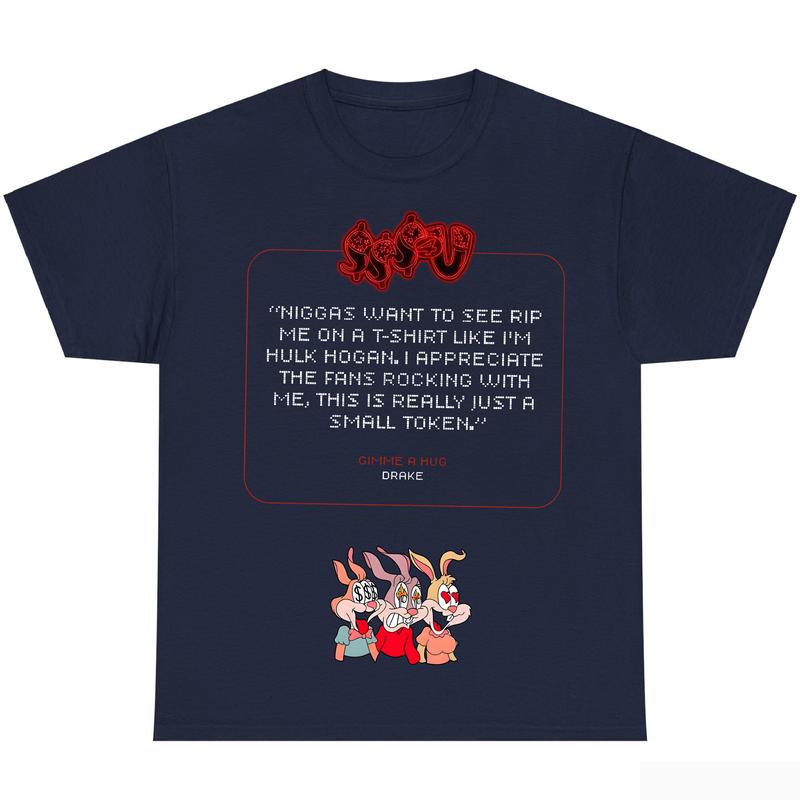 $$$4U
“NIGGAS WANT TO SEE RIP
ME ON A T-SHIRT LIKE I'M
HULK HOGAN. I APPRECIATE
THE FANS ROCKING WITH
ME, THIS IS REALLY JUST A
SMALL TOKEN.”
GIMME A HUG
DRAKE
$ $